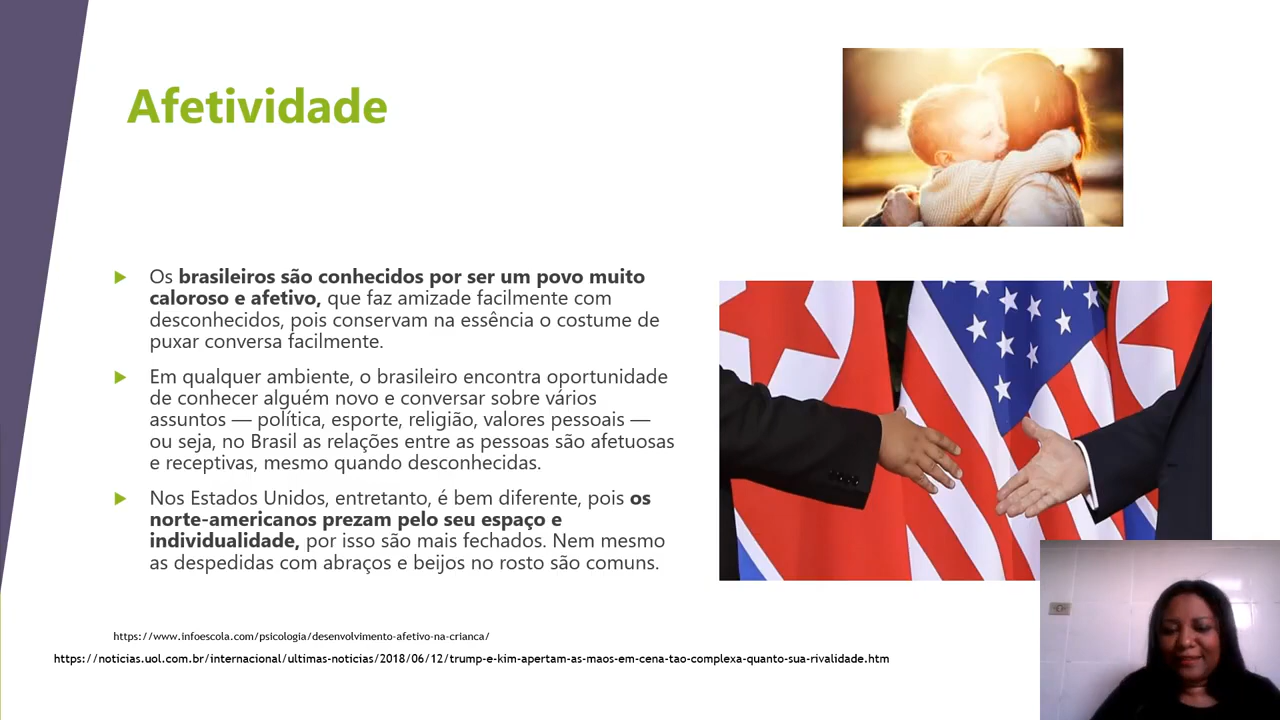 Afetividade
Os brasileiros são conhecidos por ser um povo muito
caloroso e afetivo, que faz amizade facilmente com
desconhecidos, pois conservam na essência o costume de
puxar conversa facilmente.
Em qualquer ambiente, o brasileiro encontra oportunidade
de conhecer alguém novo e conversar sobre vários
assuntos — política, esporte, religião, valores pessoais —
ou seja, no Brasil as relações entre as pessoas são afetuosas
e receptivas, mesmo quando desconhecidas.
Nos Estados Unidos, entretanto, é bem diferente, pois os
norte-americanos prezam pelo seu espaço e
individualidade, por isso são mais fechados. Nem mesmo
as despedidas com abraços e beijos no rosto são comuns.
https://www.infoescola.com/psicologia/desenvolvimento-afetivo-na-crianca/
https://noticias.uol.com.br/internacional/ultimas-noticias/2018/06/12/trump-e-kim-apertam-as-maos-em-cena-tao-complexa-quanto-sua-rivalidade.htm